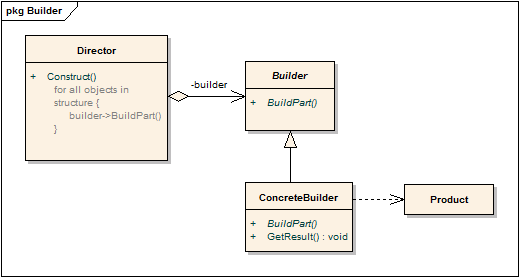 pkg Builder
Director
+ Construct()
for all objects in
structure {
builder->BuildPart()
}
-builder
Builder
+ BuildPart()
ConcreteBuilder
+ BuildPart()
+ GetResult() : void
Product